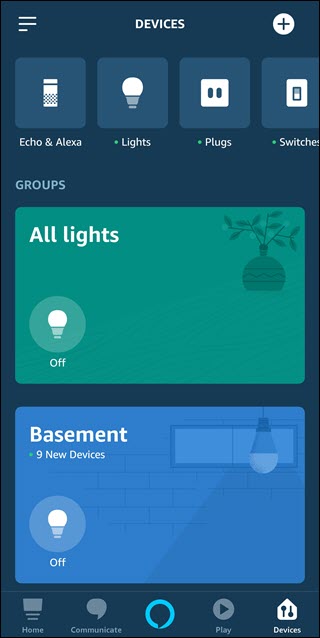 DEVICES
Echo & Alexa
Lights
Plugs
Switches
GROUPS
All lights
Off
Basement
9 New Devices
Off
Home
Communicate
Play
Devices